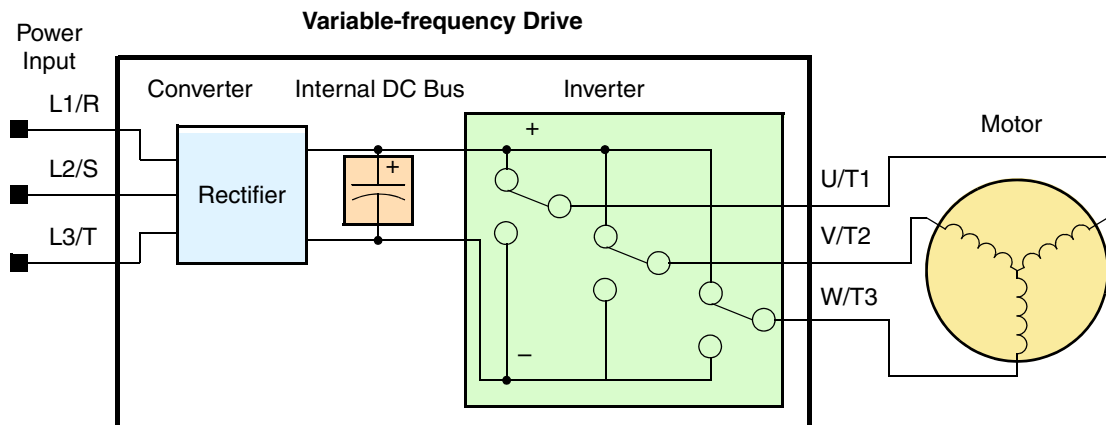 Variable-frequency Drive
Power
Input
Converter
Internal DC Bus
Inverter
Motor
L1/R
L2/S
L3/T
Rectifier
+
+
–
U/T1
V/T2
W/T3